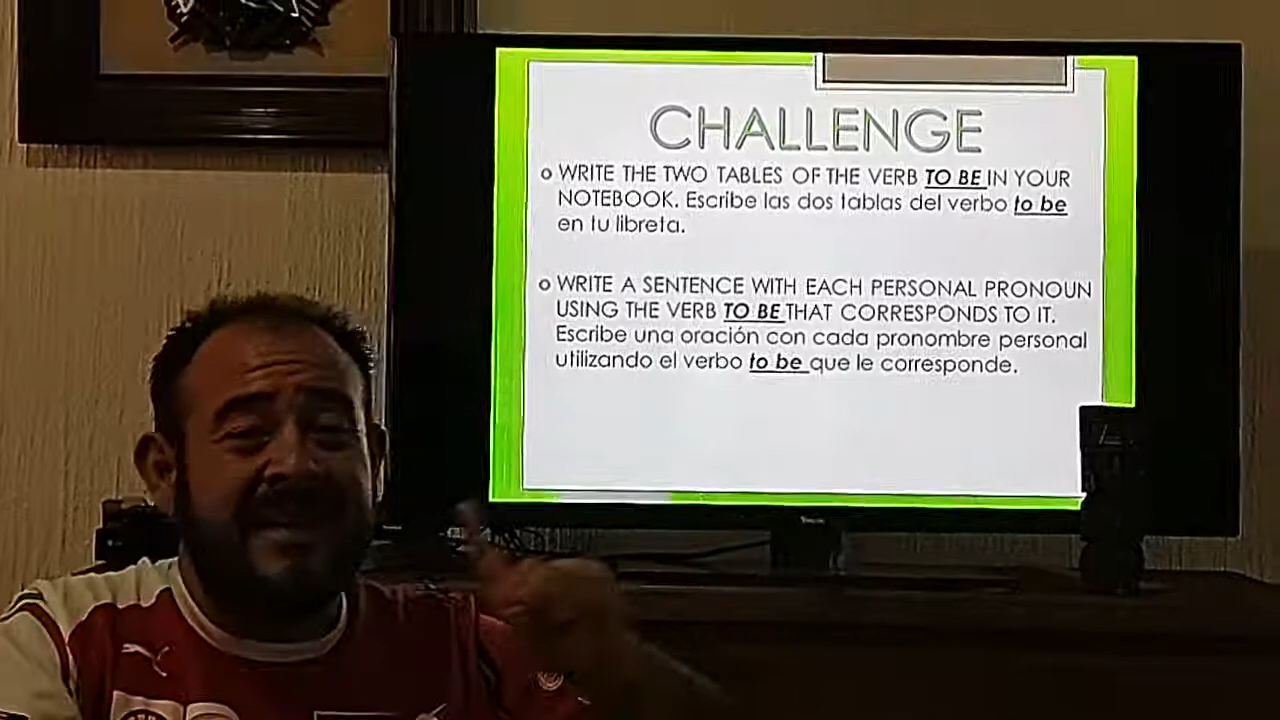 CHALLENGE
WRITE THE TWO TABLES OF THE VERB TO BE IN YOUR
NOTEBOOK. Escribe las dos tablas del verbo to be
en tu libreta.
WRITE A SENTENCE WITH EACH PERSONAL PRONOUN
USING THE VERB TO BE THAT CORRESPONDS TO IT.
Escribe una oración con cada pronombre personal
utilizando el verbo to be que le corresponde.